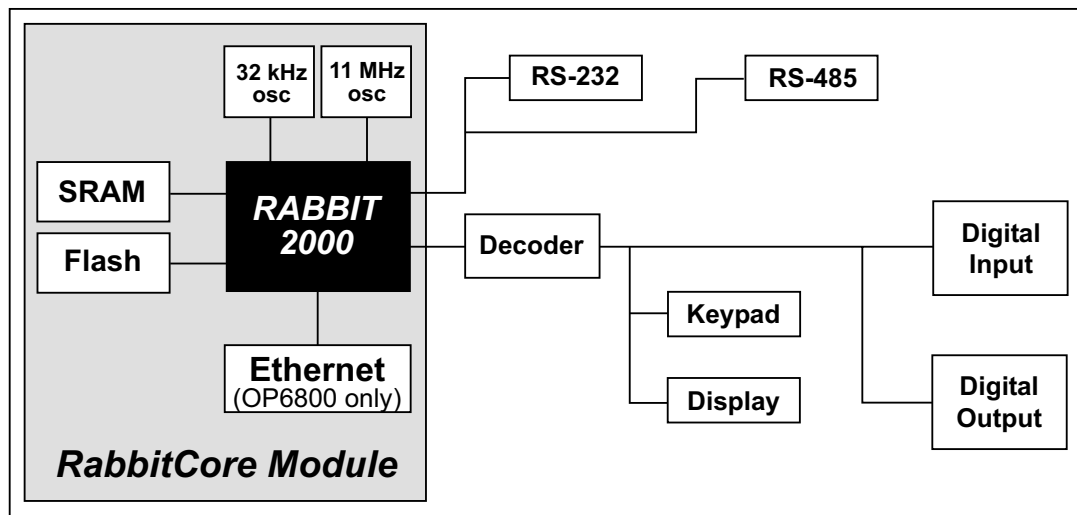 32 kHz
osc
11 MHz
osc
RS-232
RS-485
SRAM
Flash
RABBIT
2000
Decoder
Digital
Input
Keypad
Display
Digital
Output
Ethernet
(OP6800 only)
RabbitCore Module